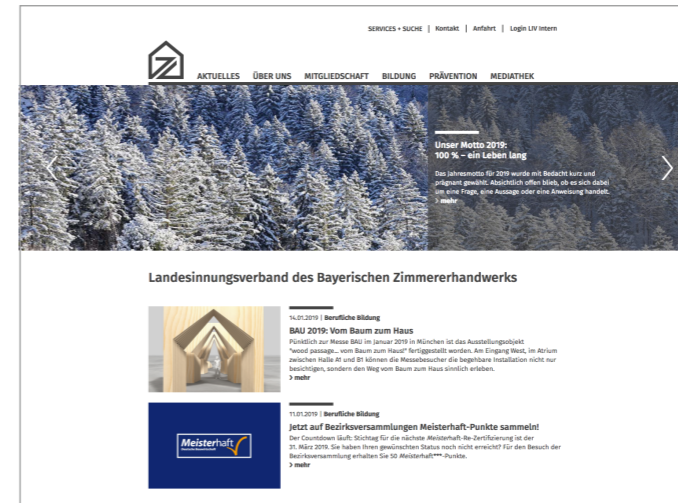 SERVICES + SUCHE | Kontakt | Anfahrt | Login LIV Intern
AKTUELLES ÜBER UNS MITGLIEDSCHAFT BILDUNG PRÄVENTION MEDIATHEK
Unser Motto 2019:
100 % – ein Leben lang
Das Jahresmotto für 2019 wurde mit Bedacht kurz und
prägnant gewählt. Absichtlich offen blieb, ob es sich dabei
um eine Frage, eine Aussage oder eine Anweisung handelt.
> mehr
Landesinnungsverband des Bayerischen Zimmererhandwerks
14.01.2019 | Berufliche Bildung
BAU 2019: Vom Baum zum Haus
Pünktlich zur Messe BAU im Januar 2019 in München ist das Ausstellungsobjekt
"wood passage... vom Baum zum Haus!" fertiggestellt worden. Am Eingang West, im Atrium
zwischen Halle A1 und B1 können die Messebesucher die begehbare Installation nicht nur
besichtigen, sondern den Weg vom Baum zum Haus sinnlich erleben.
> mehr
Meisterhaft
Deutsche Bauwirtschaft
11.01.2019 | Berufliche Bildung
Jetzt auf Bezirksversammlungen Meisterhaft-Punkte sammeln!
Der Countdown läuft: Stichtag für die nächste Meisterhaft-Re-Zertifizierung ist der
31. März 2019. Sie haben Ihren gewünschten Status noch nicht erreicht? Für den Besuch der
Bezirksversammlung erhalten Sie 50 Meisterhaft***-Punkte.
> mehr